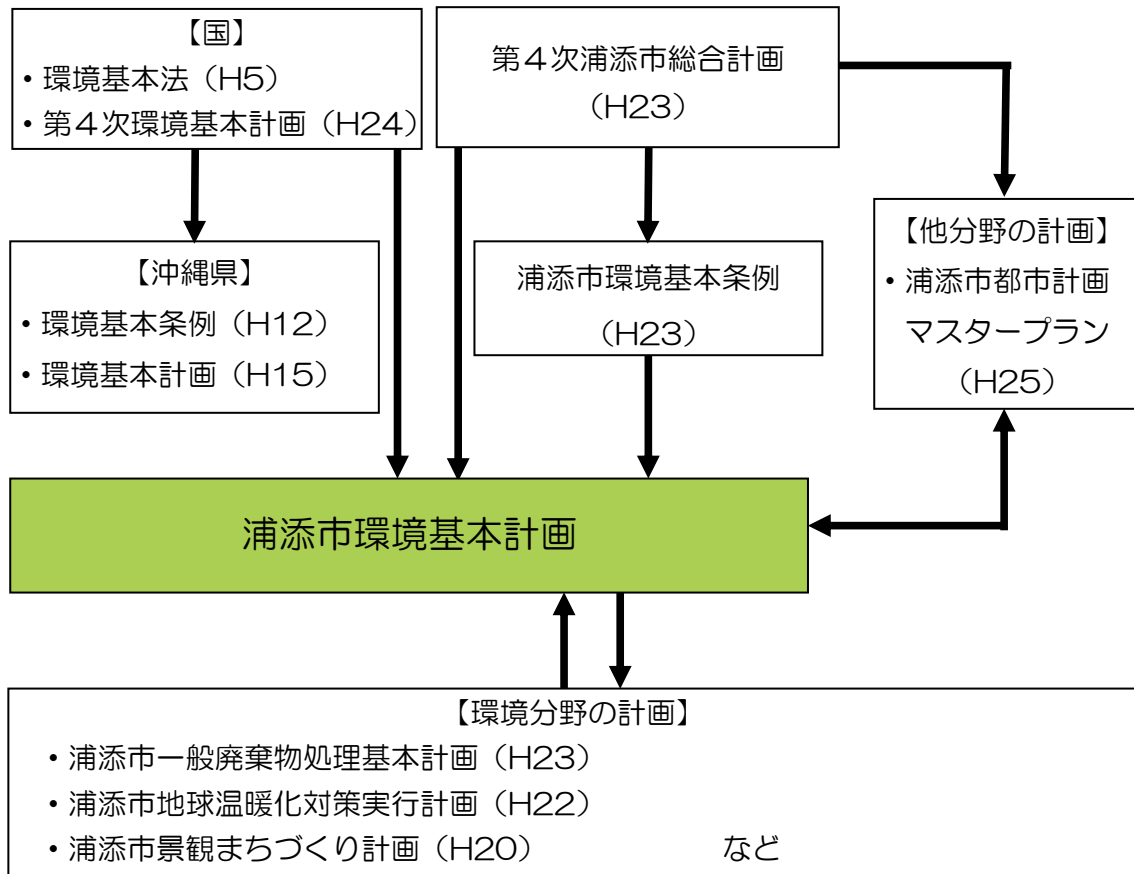 【国】
・環境基本法（H5）
・第４次環境基本計画（H24）
第４次浦添市総合計画
（H23）
【沖縄県】
・環境基本条例（H12）
・環境基本計画（H15）
浦添市環境基本条例
（H23）
【他分野の計画】
・浦添市都市計画
マスタープラン
（H25）
浦添市環境基本計画
【環境分野の計画】
・浦添市一般廃棄物処理基本計画（H23）
・浦添市地球温暖化対策実行計画（H22）
・浦添市景観まちづくり計画（H20）　　　　　など